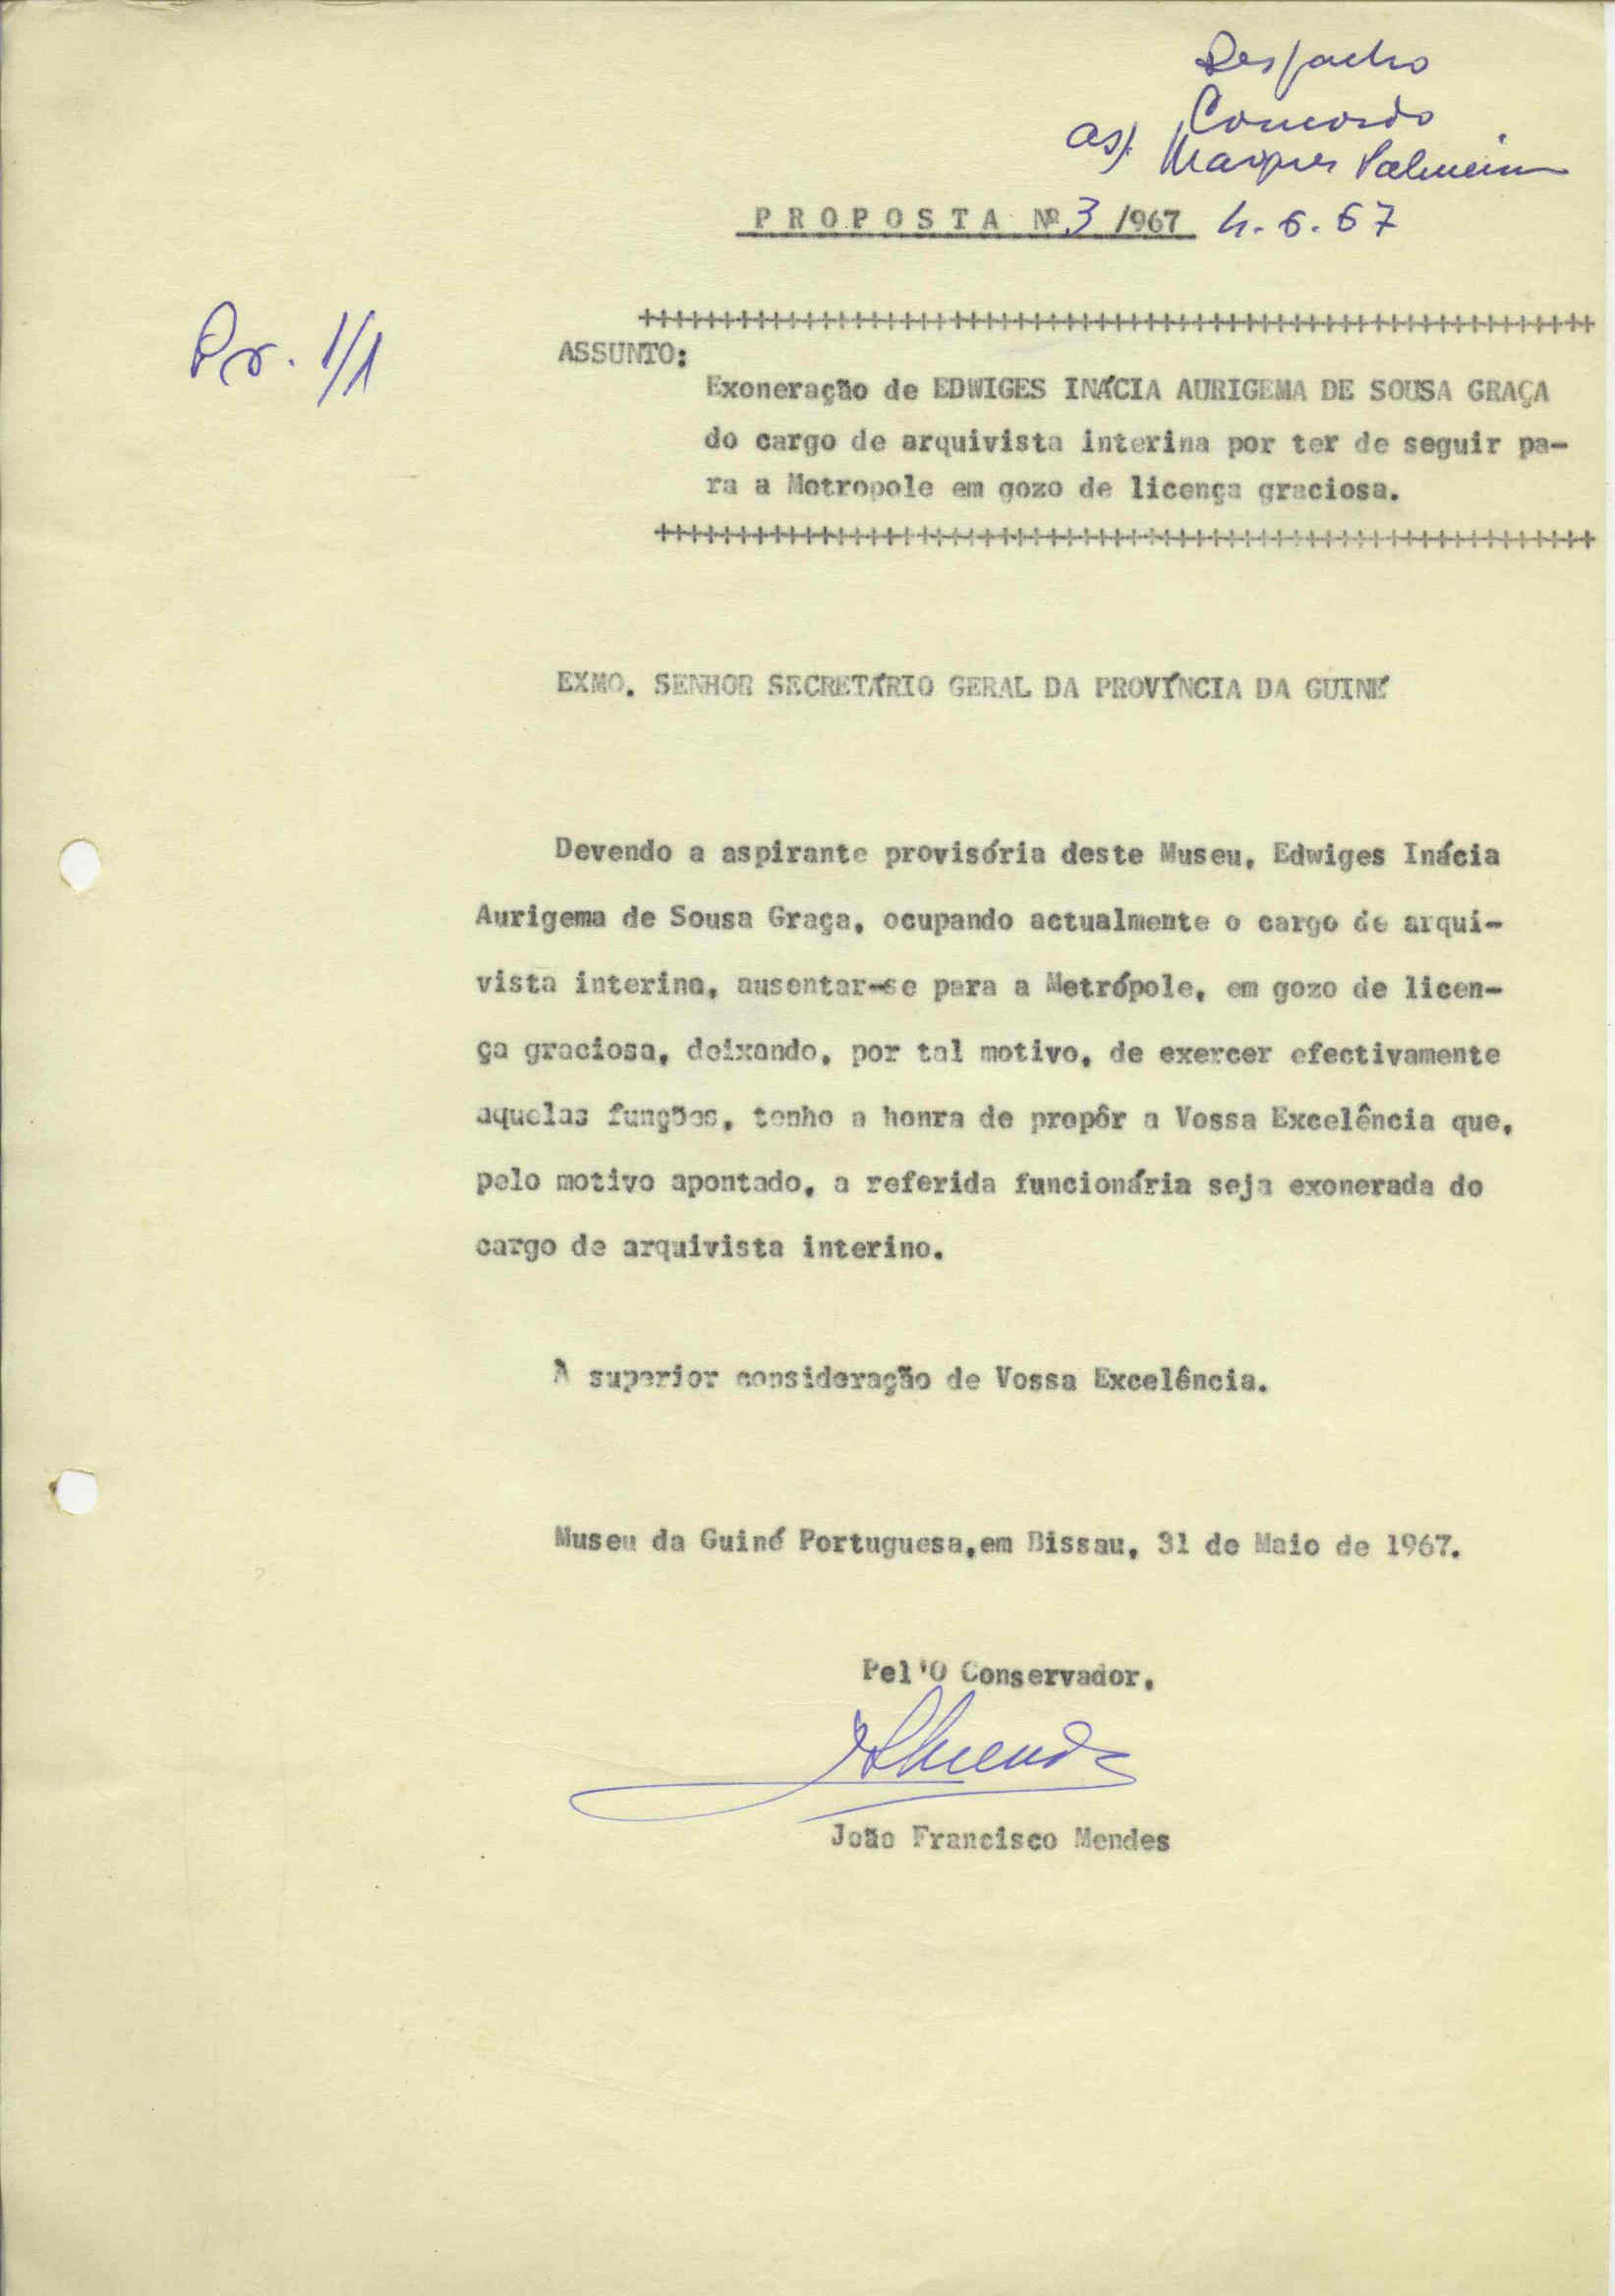 Despacho
Concordo
as). Marques Palmeirim
PROPOSTA Nº 3 /967 4.6.67
Pr. 1/1
++++++++++++++++++++++++++++++++++++++++++++++++++++++++++
ASSUNTO:
Exoneração de EDWIGES INÁCIA AURIGEMA DE SOUSA GRAÇA
do cargo de arquivista interina por ter de seguir pa-
ra a Metropole em gozo de licença graciosa.
++++++++++++++++++++++++++++++++++++++++++++++++++++++++++
EXMO. SENHOR SECRETÁRIO GERAL DA PROVÍNCIA DA GUINÉ
Devendo a aspirante provisória deste Museu, Edwiges Inácia
Aurigema de Sousa Graça, ocupando actualmente o cargo de arqui-
vista interina, ausentar-se para a Metrópole, em gozo de licen-
ça graciosa, deixando, por tal motivo, de exercer efectivamente
aquelas funções, tenho a honra de propôr a Vossa Excelência que,
pelo motivo apontado, a referida funcionária seja exonerada do
cargo de arquivista interino.
À superior consideração de Vossa Excelência.
Museu da Guiné Portuguesa,em Bissau, 31 de Maio de 1967.
Pel'O Conservador,
João Francisco Mendes